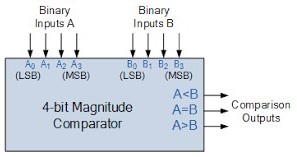 Binary Inputs A
Binary Inputs B
A0 A1 A2 A3
B0 B1 B2 B3
(LSB) (MSB)
(LSB) (MSB)
4-bit Magnitude Comparator
A<B
A=B
A>B
Comparison Outputs